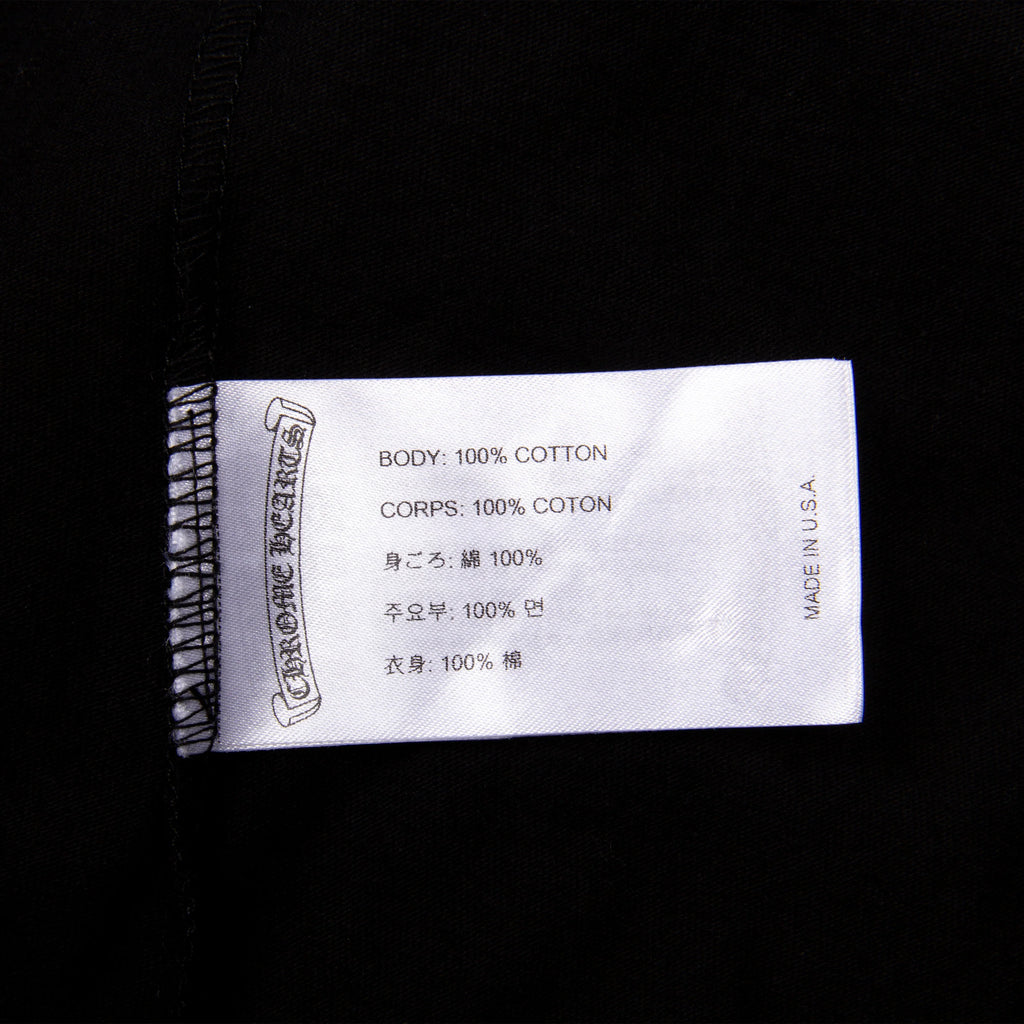 CHROME HEARTS
BODY: 100% COTTON
CORPS: 100% COTON
身ごろ: 綿 100%
주요부: 100% 면
衣身: 100% 棉
MADE IN U.S.A.